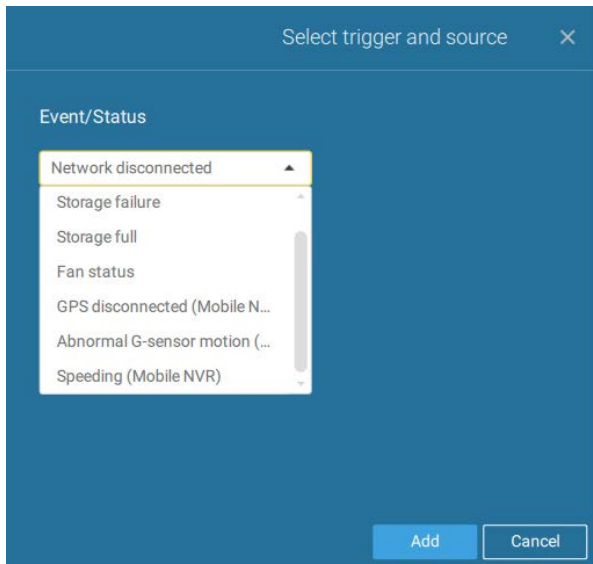 Select trigger and source
Event/Status
Network disconnected
Storage failure
Storage full
Fan status
GPS disconnected (Mobile N...
Abnormal G-sensor motion (...
Speeding (Mobile NVR)
Add Cancel